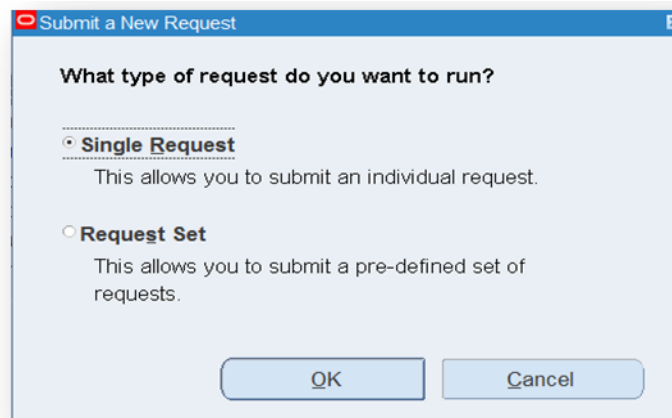 Submit a New Request
What type of request do you want to run?
Single Request
This allows you to submit an individual request.
Request Set
This allows you to submit a pre-defined set of
requests.
OK
Cancel